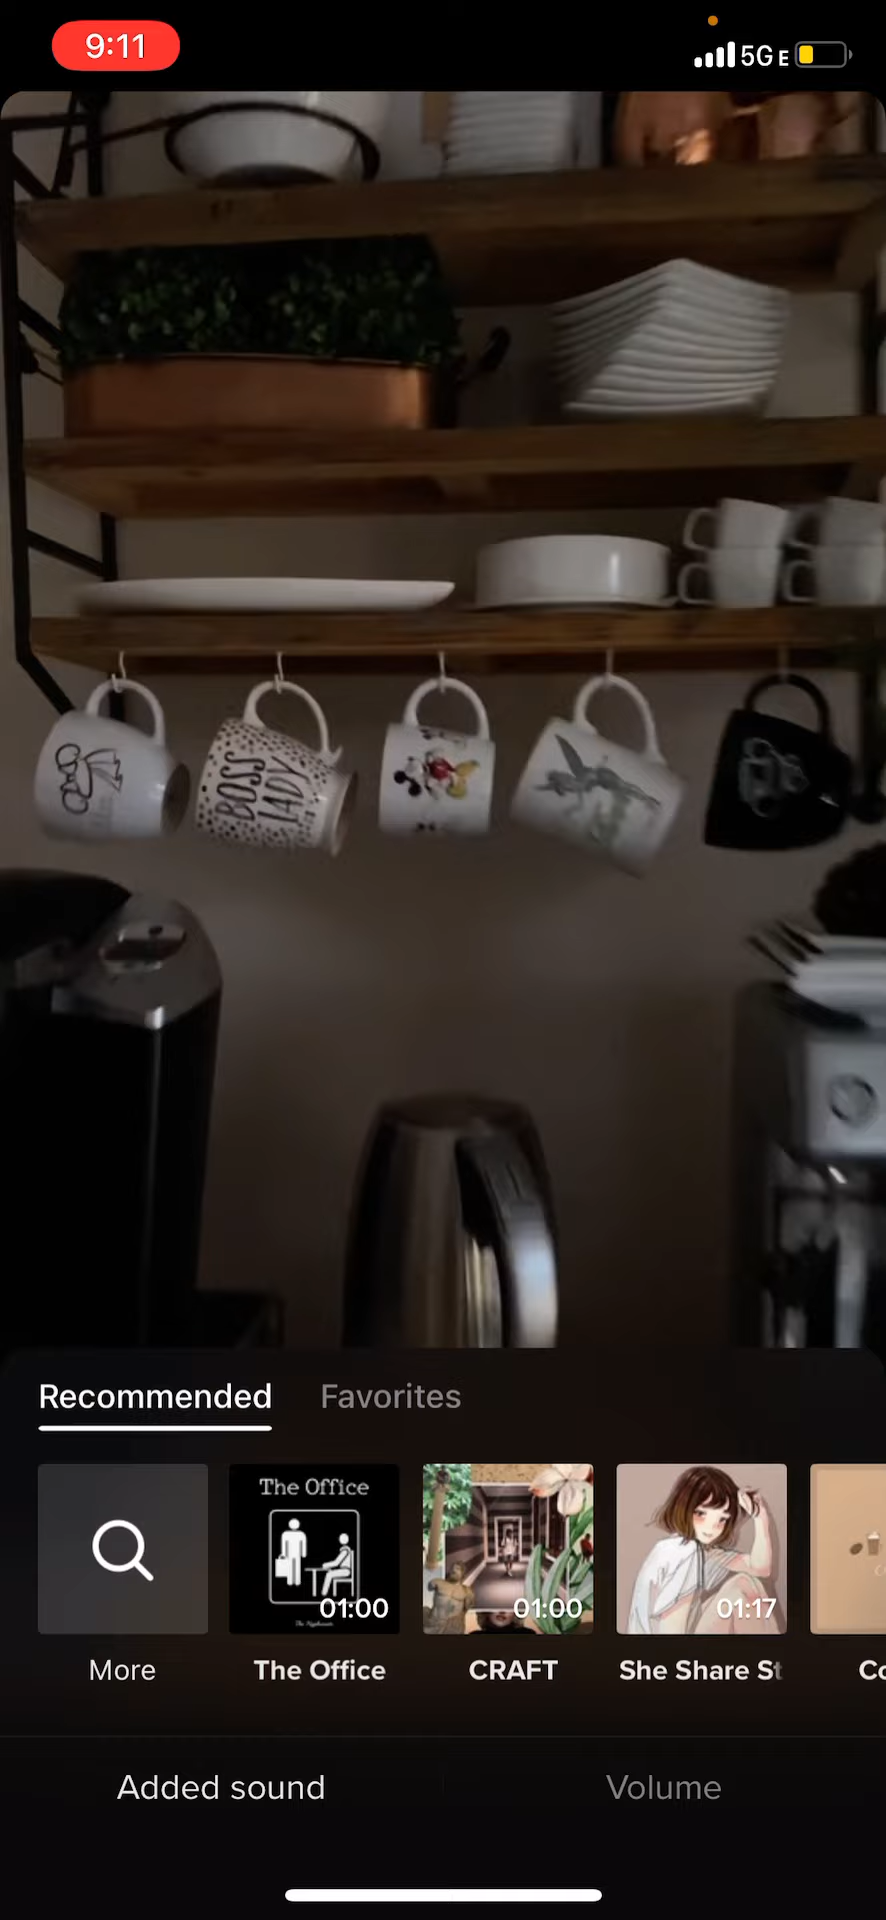 9:11
5G E
BOSS
LADY
Recommended
Favorites
The Office
01:00
01:00
01:17
More
The Office
CRAFT
She Share St
Co
Added sound
Volume